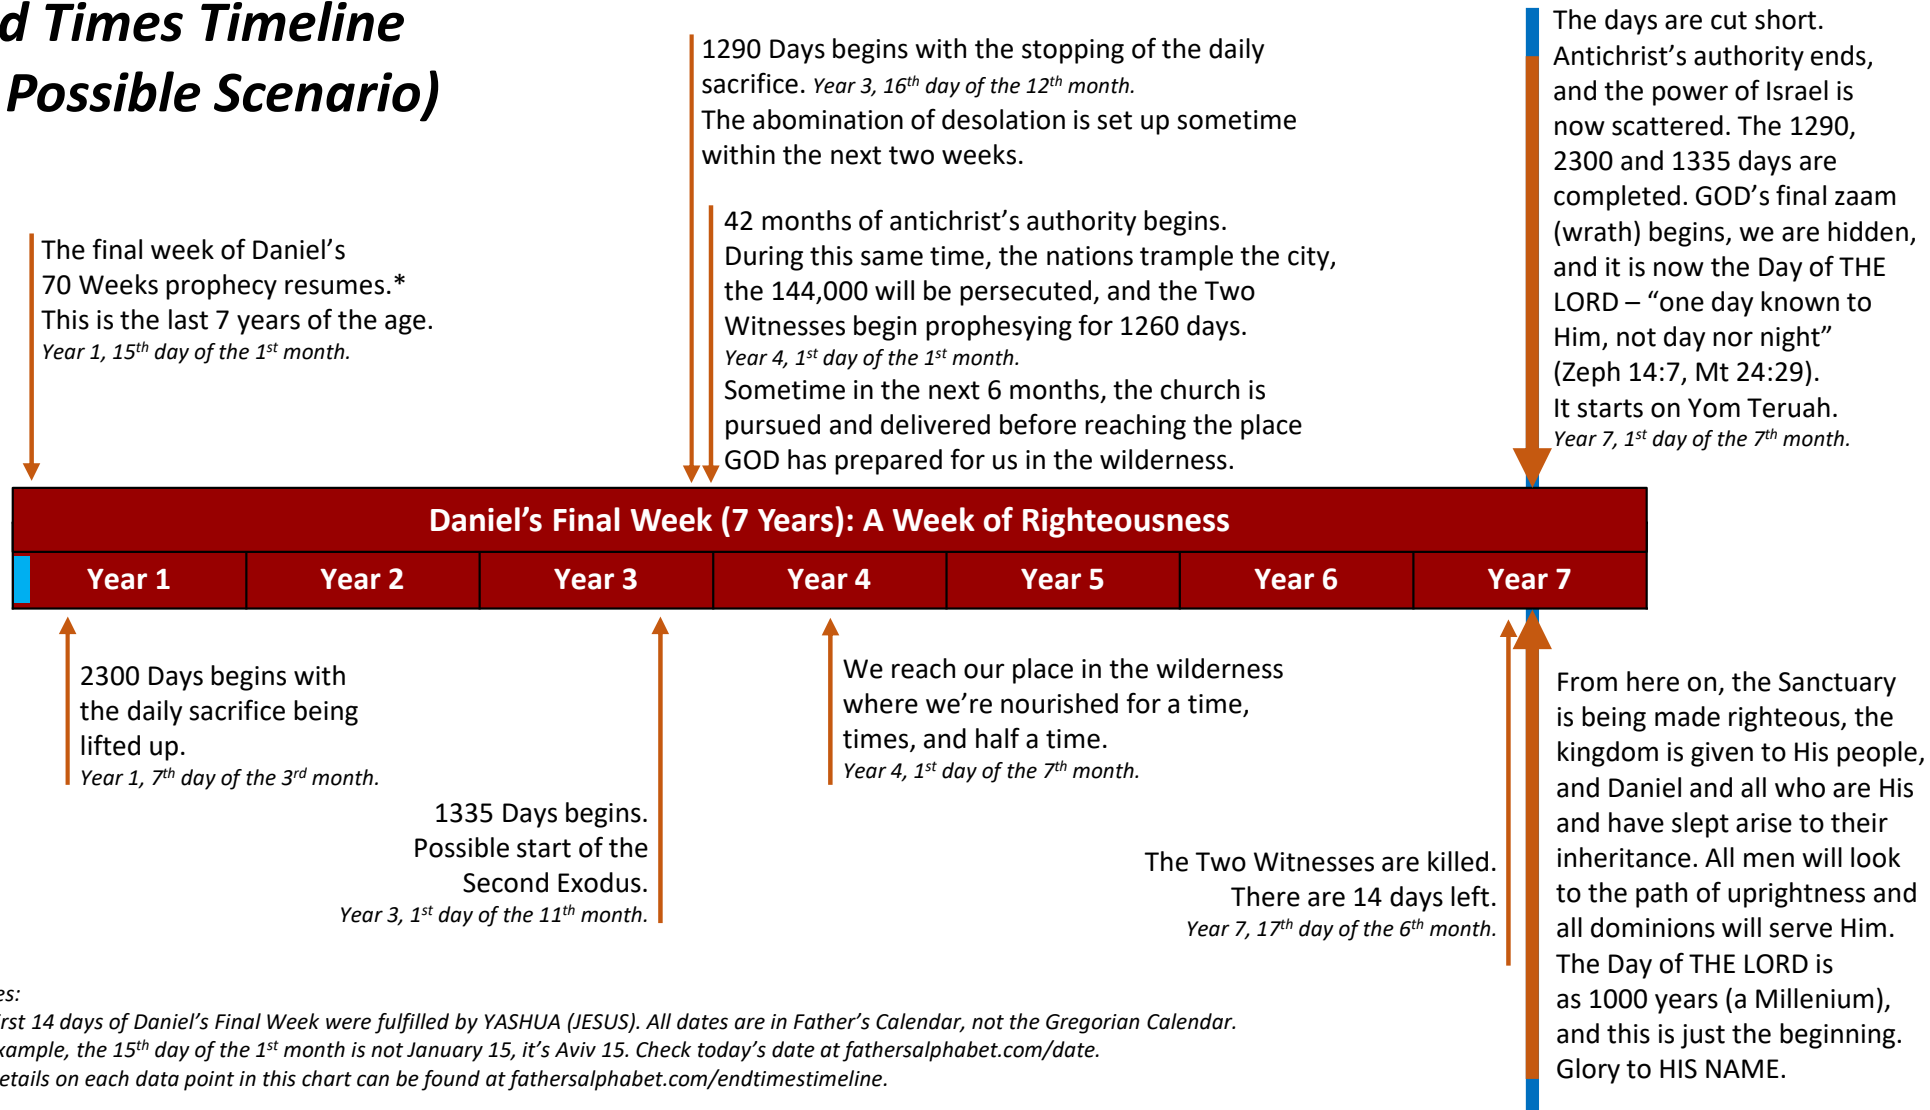 d Times Timeline
Possible Scenario)
The final week of Daniel’s
70 Weeks prophecy resumes.*
This is the last 7 years of the age.
Year 1, 15th day of the 1st month.
1290 Days begins with the stopping of the daily
sacrifice. Year 3, 16th day of the 12th month.
The abomination of desolation is set up sometime
within the next two weeks.
42 months of antichrist’s authority begins.
During this same time, the nations trample the city,
the 144,000 will be persecuted, and the Two
Witnesses begin prophesying for 1260 days.
Year 4, 1st day of the 1st month.
Sometime in the next 6 months, the church is
pursued and delivered before reaching the place
GOD has prepared for us in the wilderness.
The days are cut short.
Antichrist’s authority ends,
and the power of Israel is
now scattered. The 1290,
2300 and 1335 days are
completed. GOD’s final zaam
(wrath) begins, we are hidden,
and it is now the Day of THE
LORD – “one day known to
Him, not day nor night”
(Zeph 14:7, Mt 24:29).
It starts on Yom Teruah.
Year 7, 1st day of the 7th month.
Daniel’s Final Week (7 Years): A Week of Righteousness
Year 1 Year 2 Year 3 Year 4 Year 5 Year 6 Year 7
2300 Days begins with
the daily sacrifice being
lifted up.
Year 1, 7th day of the 3rd month.
1335 Days begins.
Possible start of the
Second Exodus.
Year 3, 1st day of the 11th month.
We reach our place in the wilderness
where we’re nourished for a time,
times, and half a time.
Year 4, 1st day of the 7th month.
The Two Witnesses are killed.
There are 14 days left.
Year 7, 17th day of the 6th month.
From here on, the Sanctuary
is being made righteous, the
kingdom is given to His people,
and Daniel and all who are His
and have slept arise to their
inheritance. All men will look
to the path of uprightness and
all dominions will serve Him.
The Day of THE LORD is
as 1000 years (a Millenium),
and this is just the beginning.
Glory to HIS NAME.
es:
irst 14 days of Daniel’s Final Week were fulfilled by YASHUA (JESUS). All dates are in Father’s Calendar, not the Gregorian Calendar.
xample, the 15th day of the 1st month is not January 15, it’s Aviv 15. Check today’s date at fathersalphabet.com/date.
etails on each data point in this chart can be found at fathersalphabet.com/endtimestimeline.